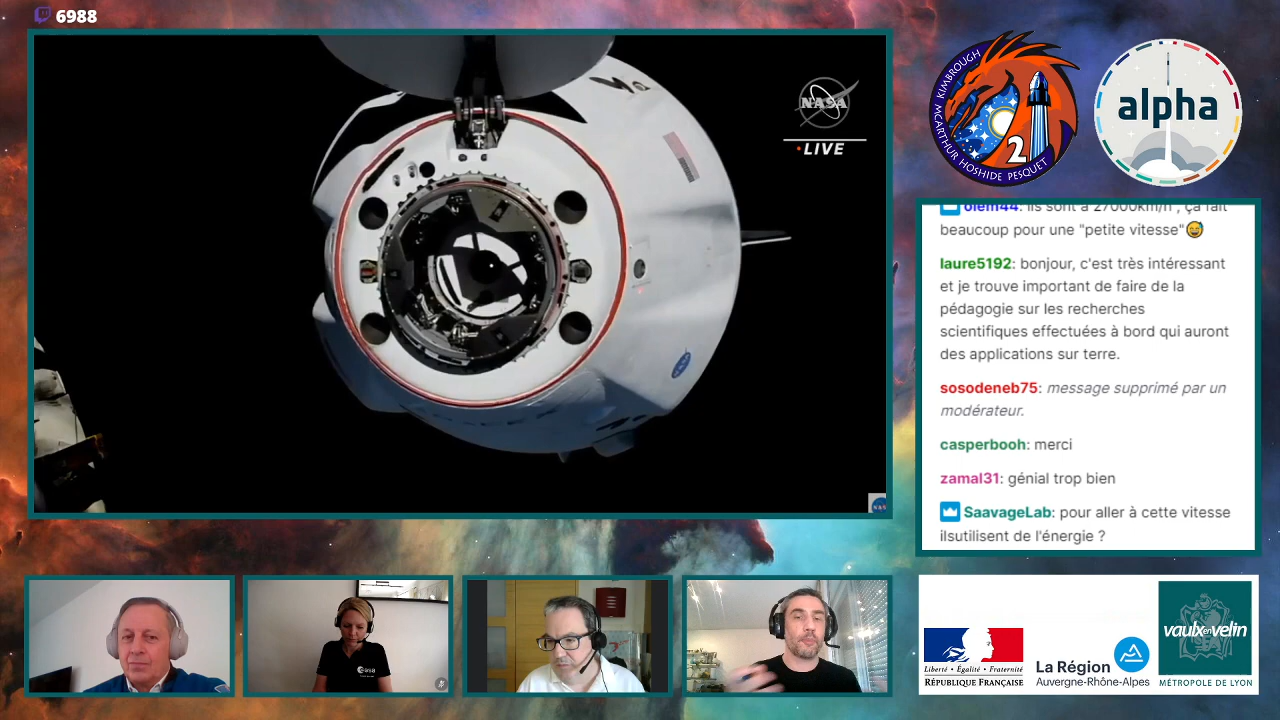 6988
NASA
LIVE
MCARTHUR KIMBROUGH
HOSHIDE PESQUET
2
alpha
olem44: ils sont à 27000km/h , ça fait
beaucoup pour une "petite vitesse"😅
laure5192: bonjour, c'est très intéressant
et je trouve important de faire de la
pédagogie sur les recherches
scientifiques effectuées à bord qui auront
des applications sur terre.
sosodeneb75: message supprimé par un
modérateur.
casperbooh: merci
zamal31: génial trop bien
SaavageLab: pour aller à cette vitesse
ilsutilisent de l'énergie ?
esa
Liberté • Égalité • Fraternité
RÉPUBLIQUE FRANÇAISE
La Région
Auvergne-Rhône-Alpes
vaulxenvelin
MÉTROPOLE DE LYON